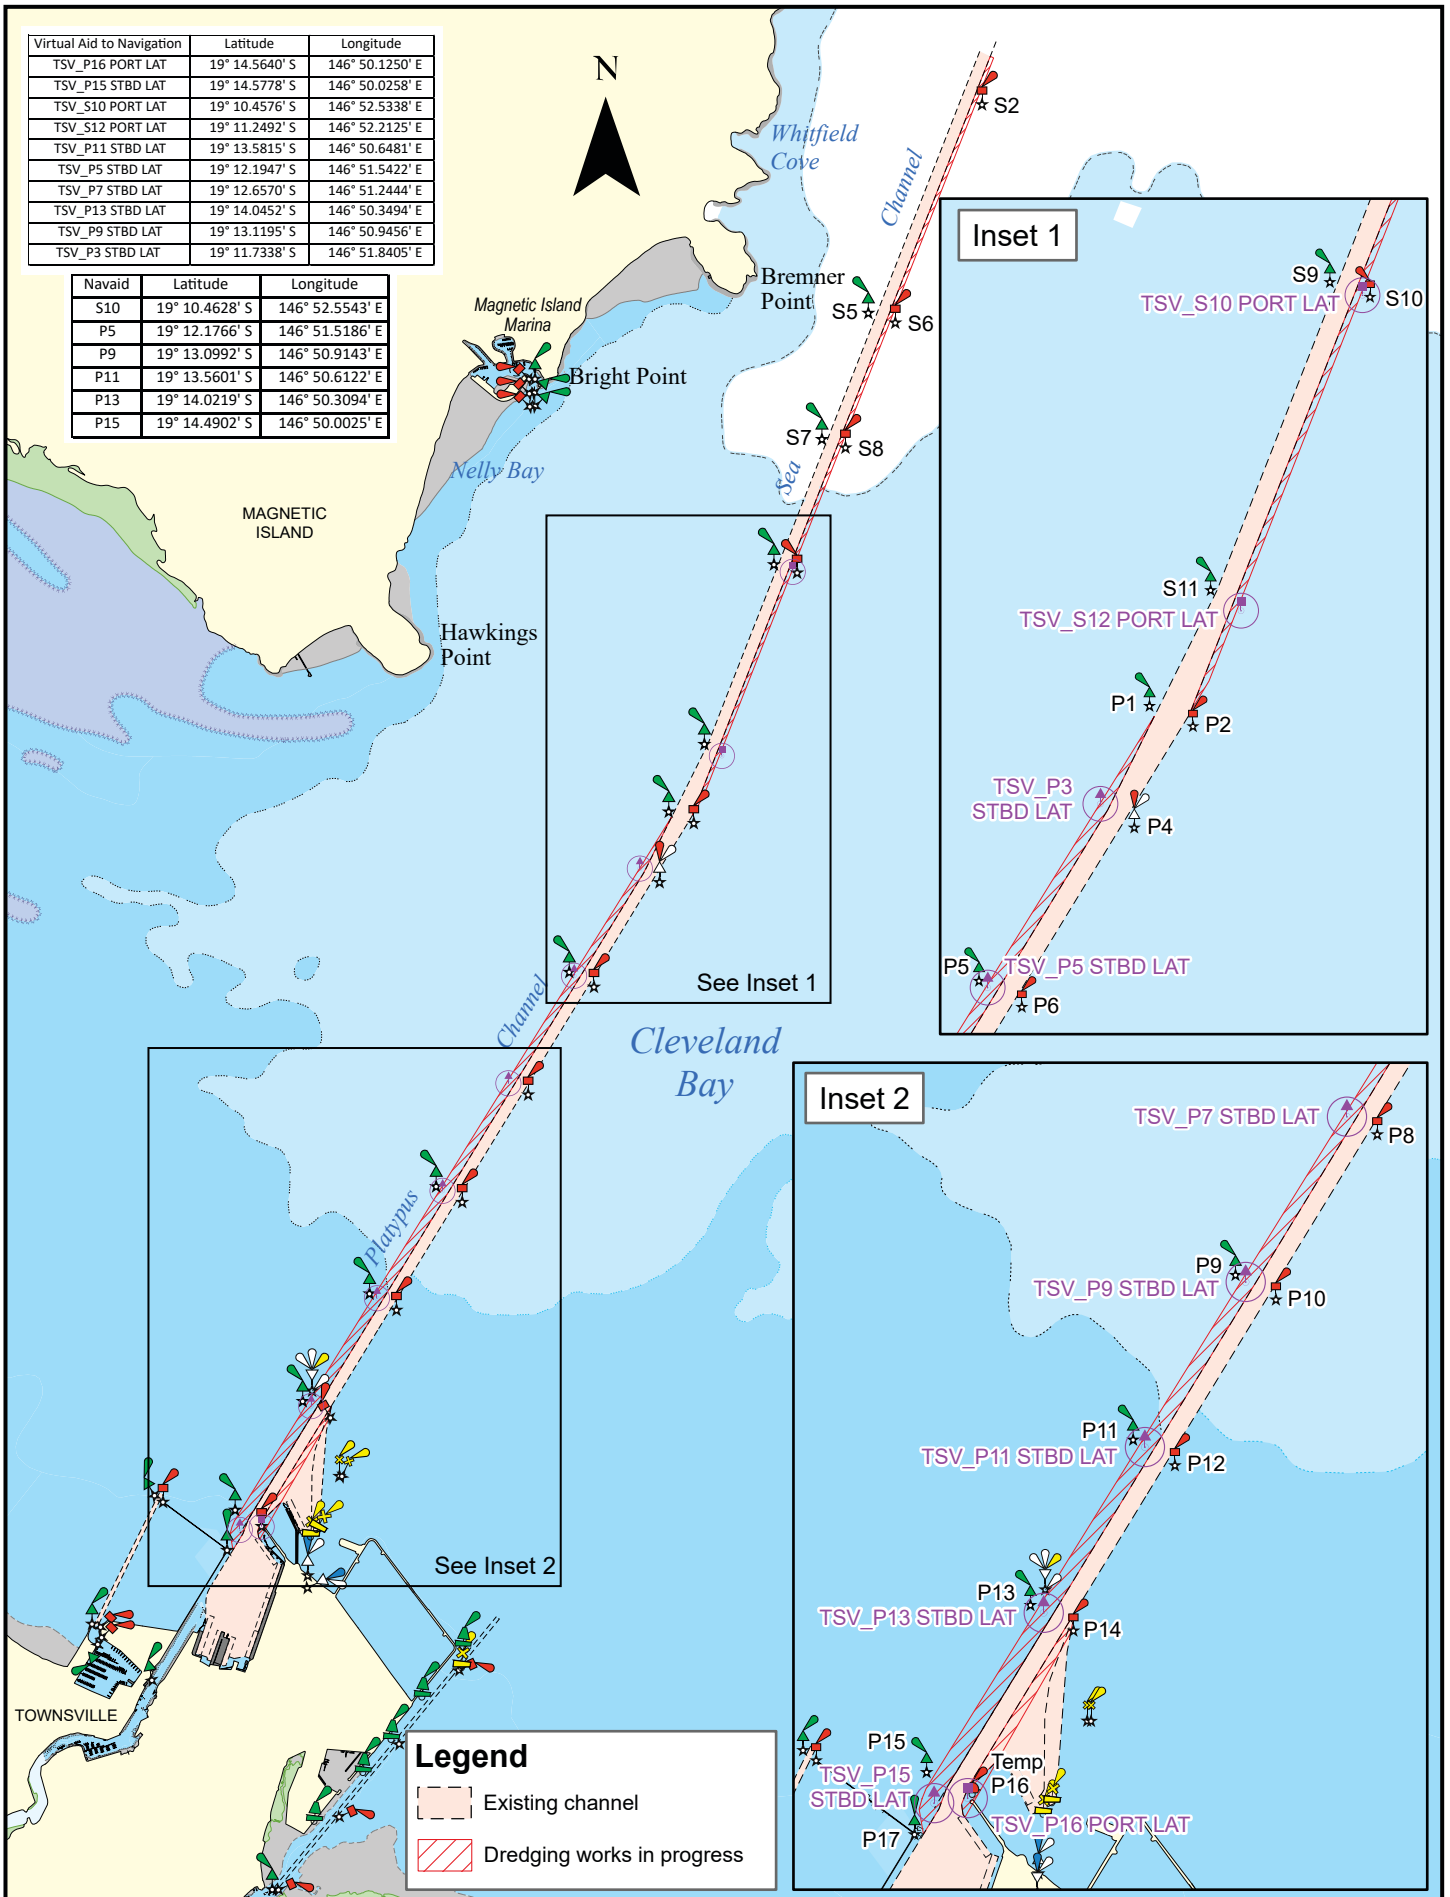 Virtual Aid to Navigation Latitude Longitude
TSV_P16 PORT LAT 19° 14.5640' S 146° 50.1250' E
TSV_P15 STBD LAT 19° 14.5778' S 146° 50.0258' E
TSV_S10 PORT LAT 19° 10.4576' S 146° 52.5338' E
TSV_S12 PORT LAT 19° 11.2492' S 146° 52.2125' E
TSV_P11 STBD LAT 19° 13.5815' S 146° 50.6481' E
TSV_P5 STBD LAT 19° 12.1947' S 146° 51.5422' E
TSV_P7 STBD LAT 19° 12.6570' S 146° 51.2444' E
TSV_P13 STBD LAT 19° 14.0452' S 146° 50.3494' E
TSV_P9 STBD LAT 19° 13.1195' S 146° 50.9456' E
TSV_P3 STBD LAT 19° 11.7338' S 146° 51.8405' E
Navaid Latitude Longitude
S10 19° 10.4628' S 146° 52.5543' E
P5 19° 12.1766' S 146° 51.5186' E
P9 19° 13.0992' S 146° 50.9143' E
P11 19° 13.5601' S 146° 50.6122' E
P13 19° 14.0219' S 146° 50.3094' E
P15 19° 14.4902' S 146° 50.0025' E
N
S2
Whitfield
Cove
Channel
Bremner
Point
S5
S6
Magnetic Island
Marina
Bright Point
S7
S8
Sea
Nelly Bay
MAGNETIC
ISLAND
Hawkings
Point
See Inset 1
Channel
Cleveland
Bay
Platypus
See Inset 2
TOWNSVILLE
Inset 1
S9
TSV_S10 PORT LAT
S10
S11
TSV_S12 PORT LAT
P1
P2
TSV_P3
STBD LAT
P4
P5
TSV_P5 STBD LAT
P6
Inset 2
TSV_P7 STBD LAT
P8
P9
TSV_P9 STBD LAT
P10
P11
TSV_P11 STBD LAT
P12
P13
TSV_P13 STBD LAT
P14
P15
TSV_P15
STBD LAT
Temp
P16
TSV_P16 PORT LAT
P17
Legend
Existing channel
Dredging works in progress